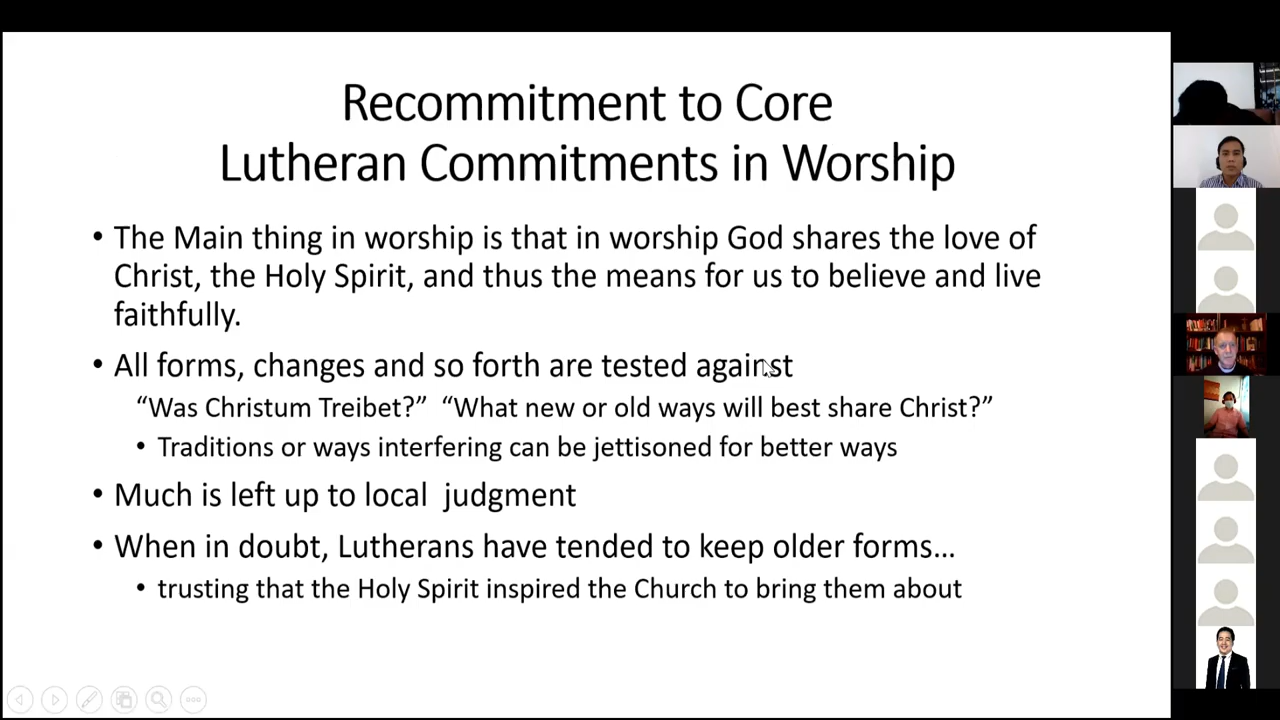 Recommitment to Core
Lutheran Commitments in Worship
• The Main thing in worship is that in worship God shares the love of
Christ, the Holy Spirit, and thus the means for us to believe and live
faithfully.
• All forms, changes and so forth are tested against
“Was Christum Treibet?” “What new or old ways will best share Christ?”
• Traditions or ways interfering can be jettisoned for better ways
• Much is left up to local judgment
• When in doubt, Lutherans have tended to keep older forms…
• trusting that the Holy Spirit inspired the Church to bring them about